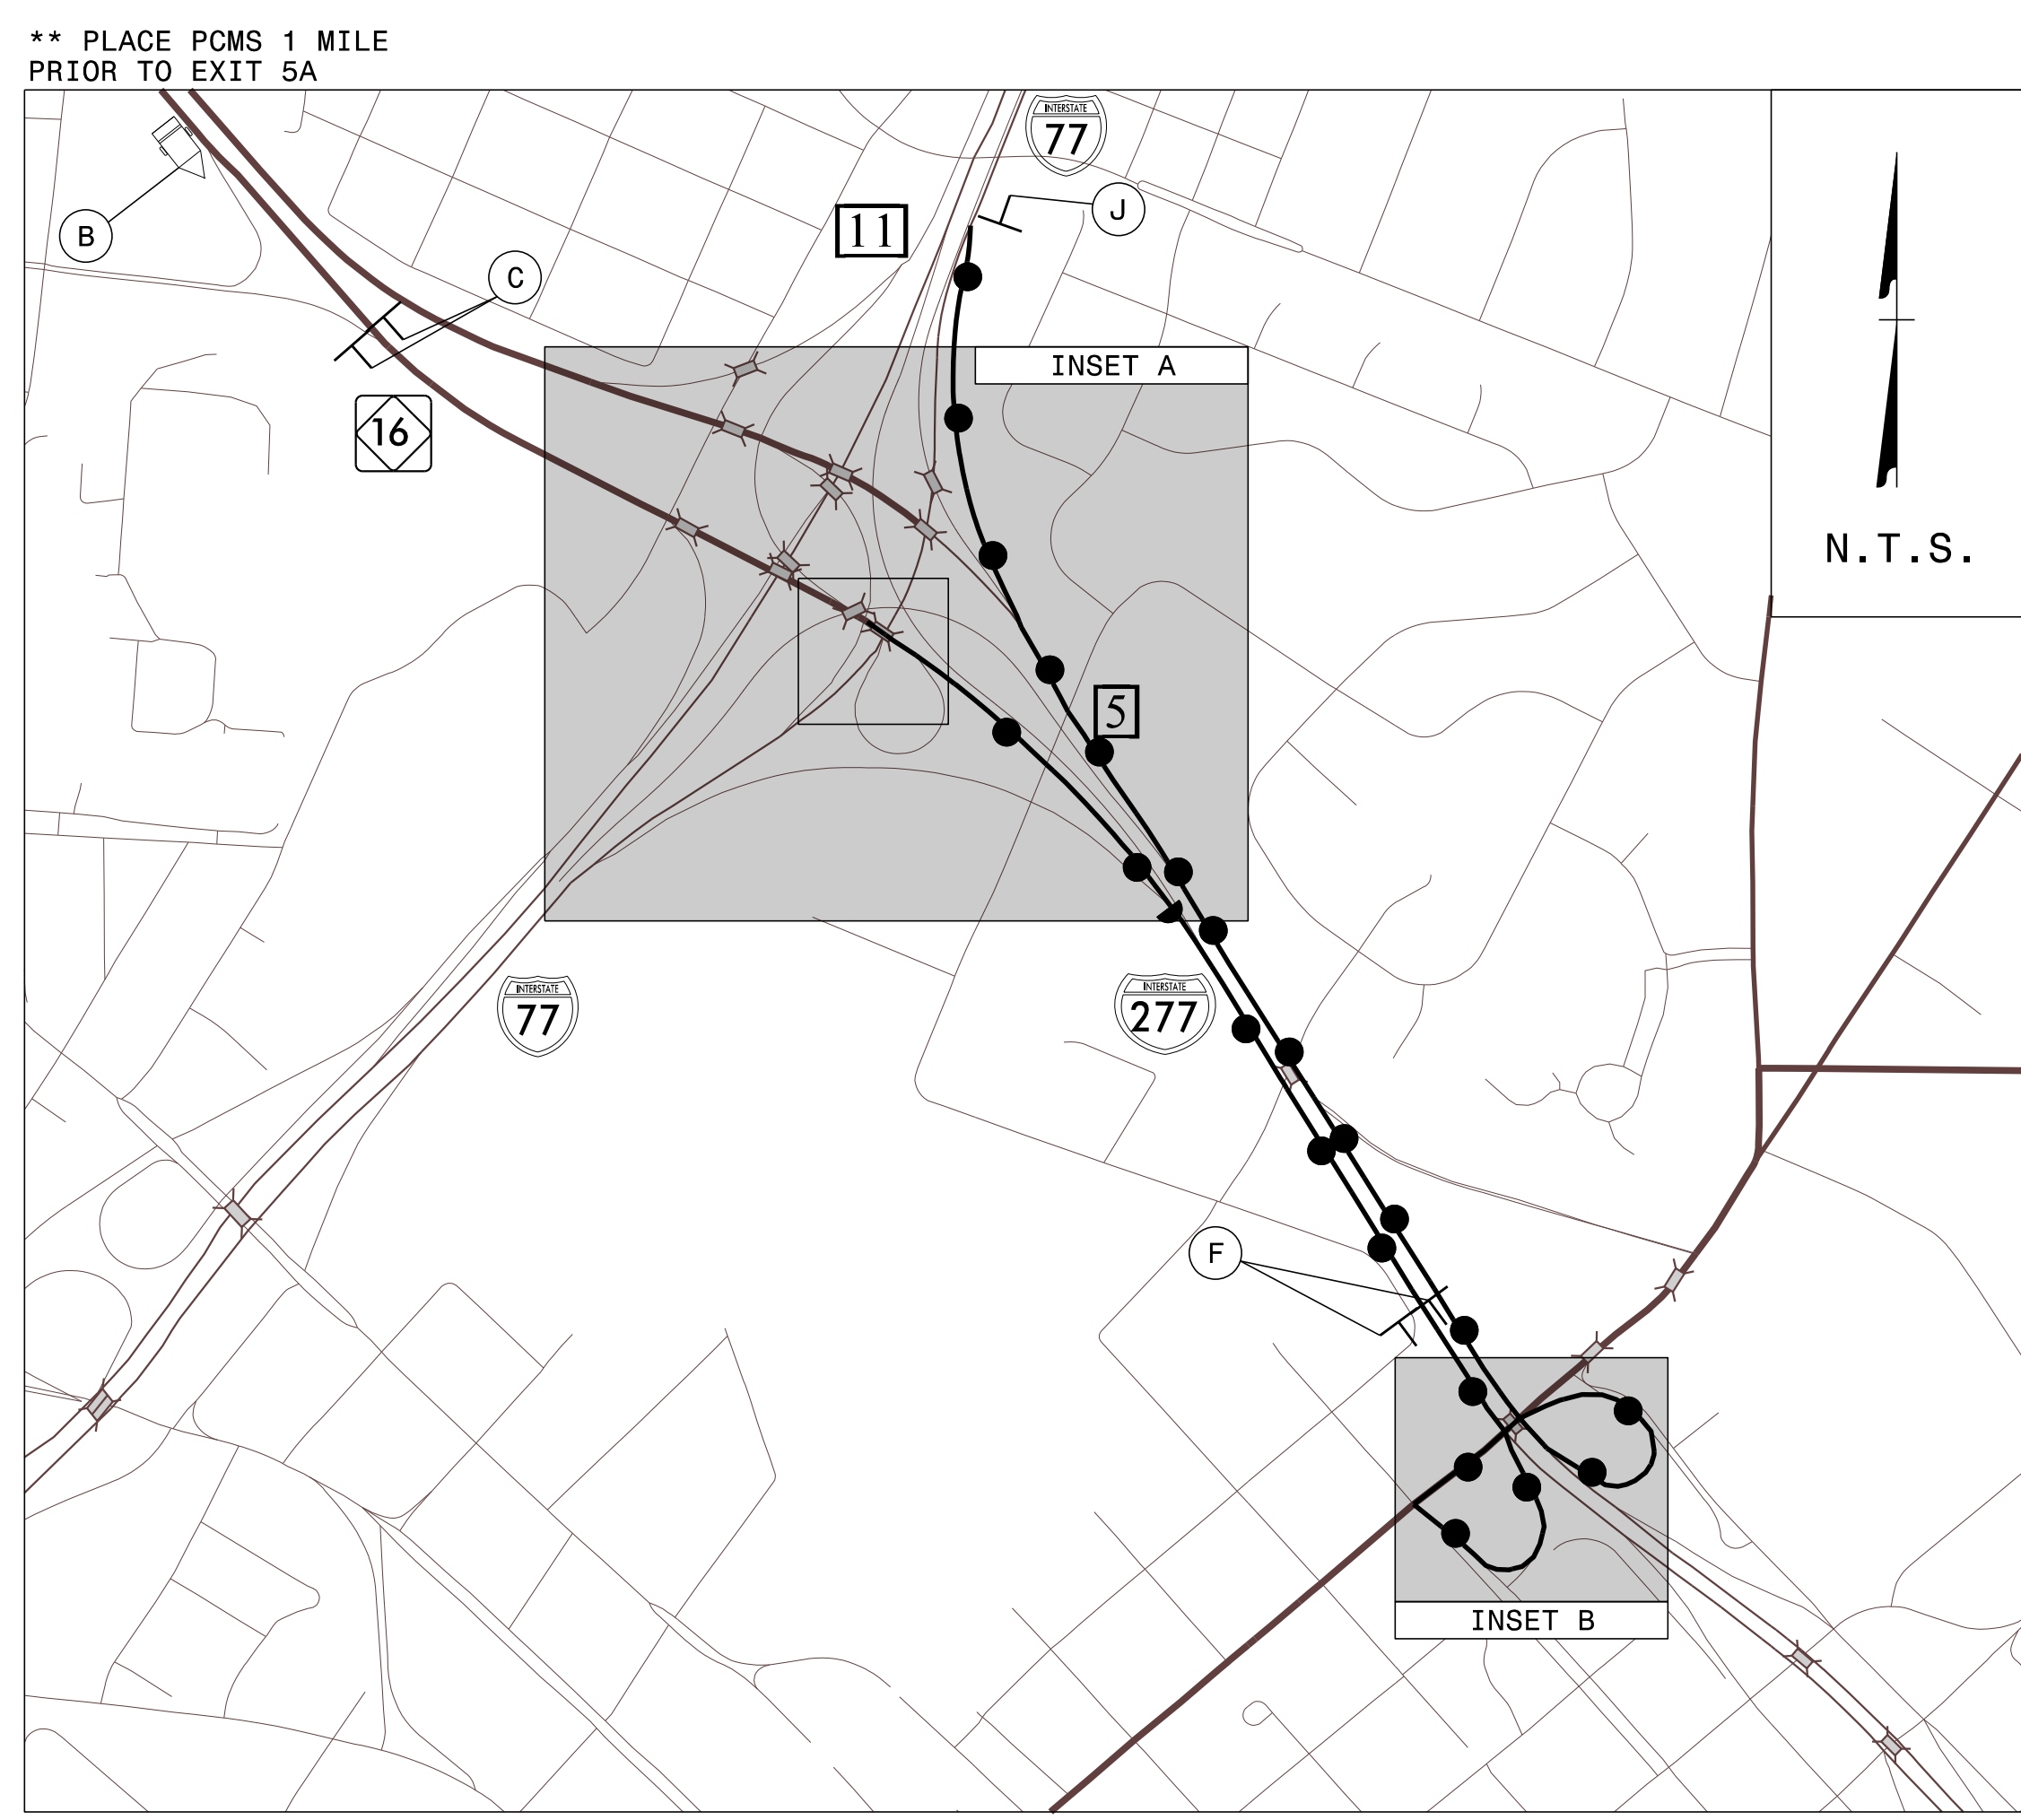 ** PLACE PCMS 1 MILE
PRIOR TO EXIT 5A
INTERSTATE
77
J
11
B
C
INSET A
16
N.T.S.
5
INTERSTATE
77
INTERSTATE
277
F
INSET B